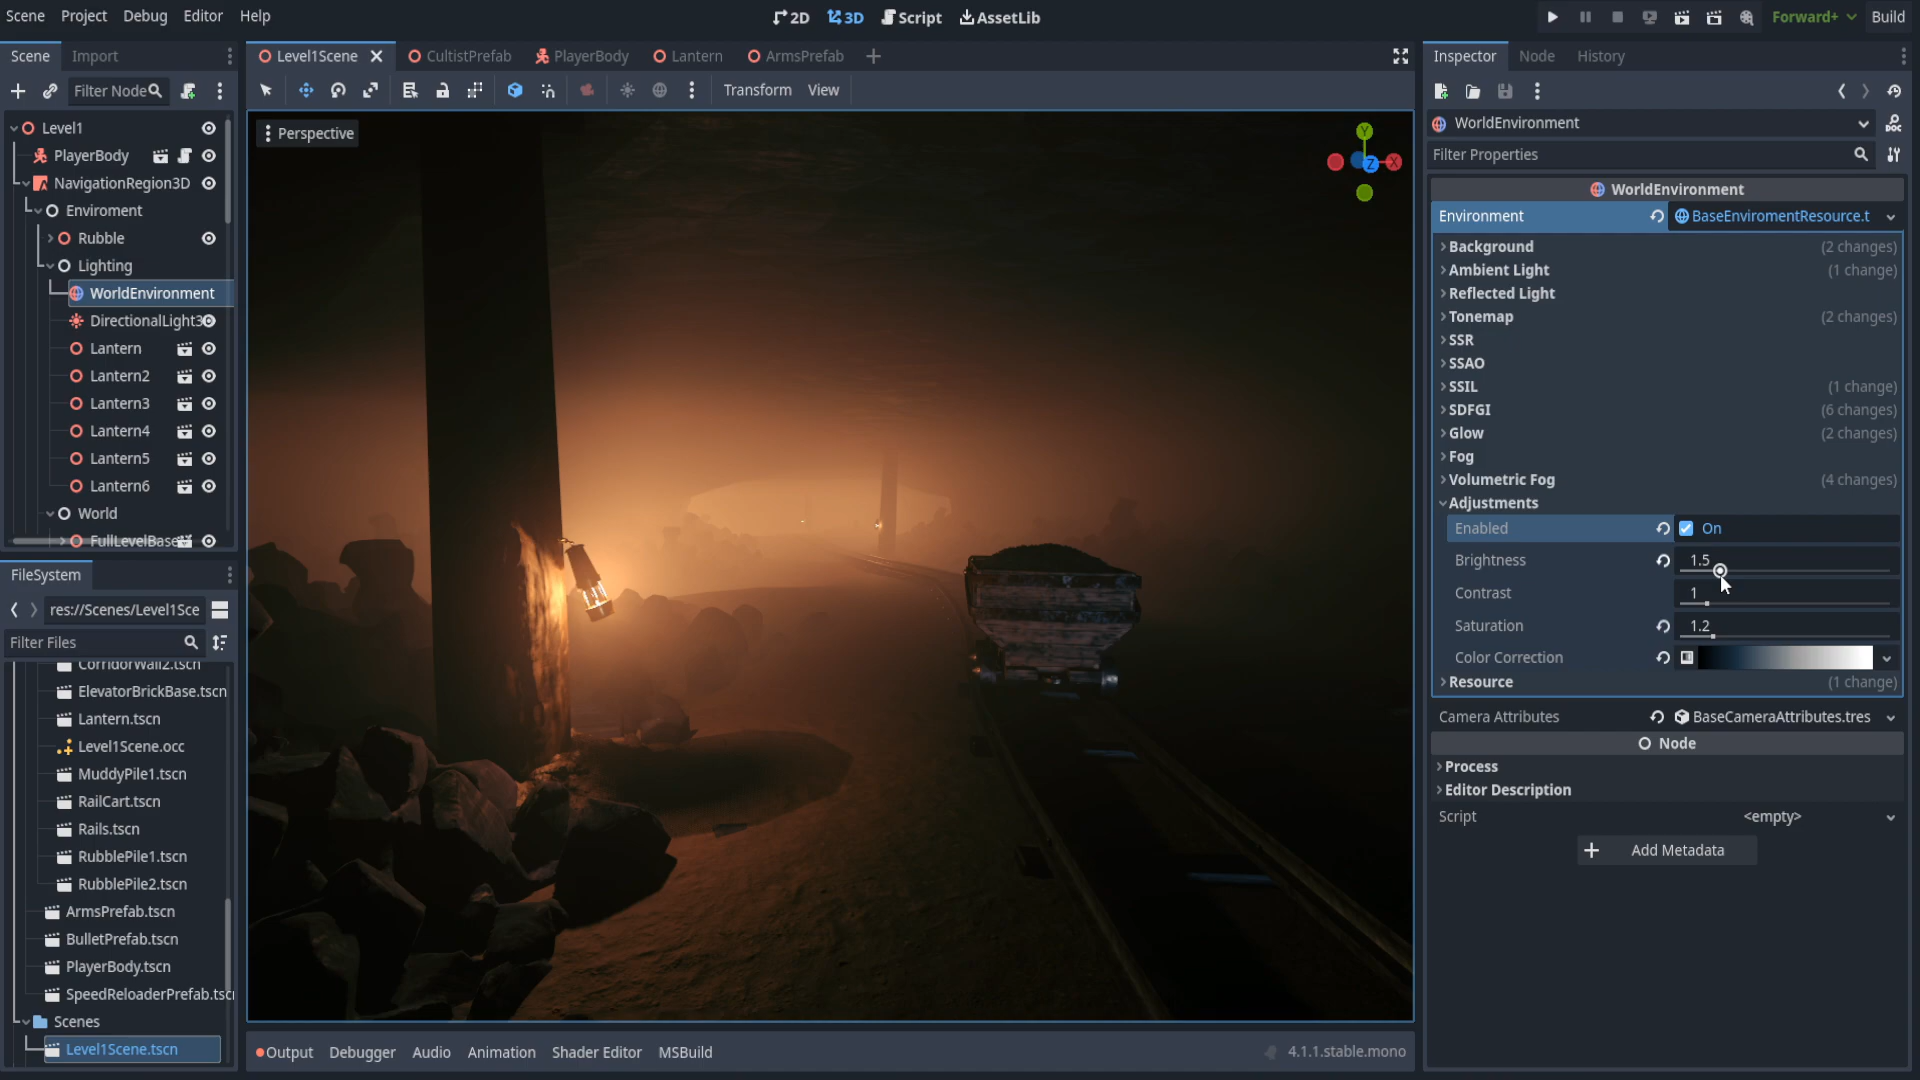 Scene Project Debug Editor Help
2D 3D Script AssetLib
Forward+ Build
Scene Import
Filter Node
Level1
PlayerBody
NavigationRegion3D
Enviroment
Rubble
Lighting
WorldEnvironment
DirectionalLight3
Lantern
Lantern2
Lantern3
Lantern4
Lantern5
Lantern6
World
FullLevelBase
FileSystem
res://Scenes/Level1Sce
Filter Files
CorridorWall2.tscn
ElevatorBrickBase.tscn
Lantern.tscn
Level1Scene.occ
MuddyPile1.tscn
RailCart.tscn
Rails.tscn
RubblePile1.tscn
RubblePile2.tscn
ArmsPrefab.tscn
BulletPrefab.tscn
PlayerBody.tscn
SpeedReloaderPrefab.tsc
Scenes
Level1Scene.tscn
Level1Scene CultistPrefab PlayerBody Lantern ArmsPrefab
Transform View
Perspective
Y
Z X
Output Debugger Audio Animation Shader Editor MSBuild
4.1.1.stable.mono
Inspector Node History
WorldEnvironment
DOC
Filter Properties
WorldEnvironment
Environment BaseEnviromentResource.t
Background (2 changes)
Ambient Light (1 change)
Reflected Light
Tonemap (2 changes)
SSR
SSAO
SSIL (1 change)
SDFGI (6 changes)
Glow (2 changes)
Fog
Volumetric Fog (4 changes)
Adjustments
Enabled On
Brightness 1.5
Contrast 1
Saturation 1.2
Color Correction
Resource (1 change)
Camera Attributes BaseCameraAttributes.tres
Node
Process
Editor Description
Script <empty>
Add Metadata